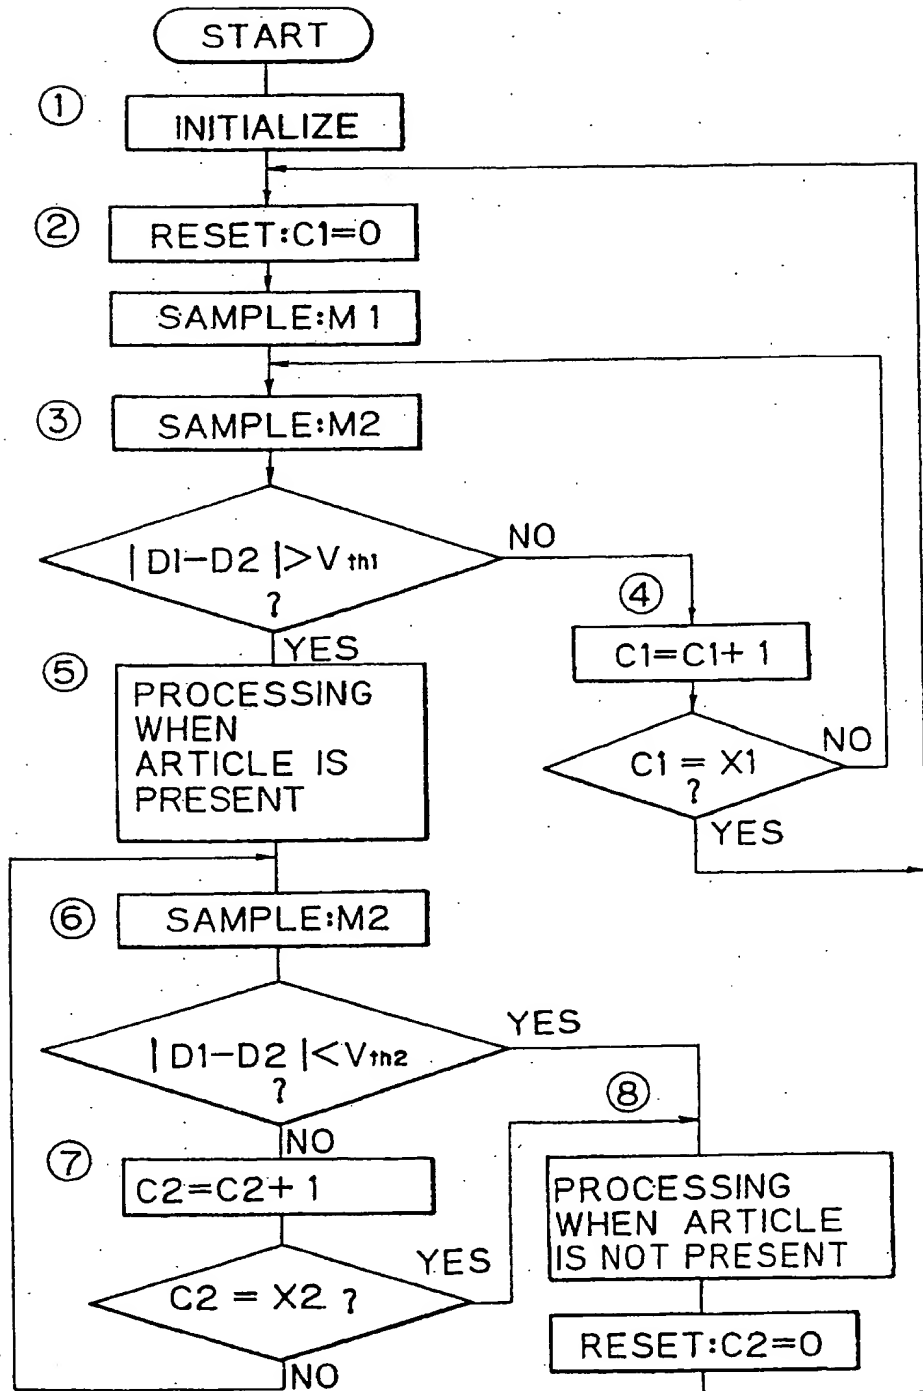 START
①
INITIALIZE
②
RESET:C1=0
SAMPLE:M1
③
SAMPLE:M2
|D1-D2|>Vth1
?
NO
YES
④
C1=C1+1
C1=X1
?
NO
YES
⑤
PROCESSING
WHEN
ARTICLE IS
PRESENT
⑥
SAMPLE:M2
|D1-D2|<Vth2
?
YES
NO
⑦
C2=C2+1
C2=X2 ?
YES
NO
⑧
PROCESSING
WHEN ARTICLE
IS NOT PRESENT
RESET:C2=0